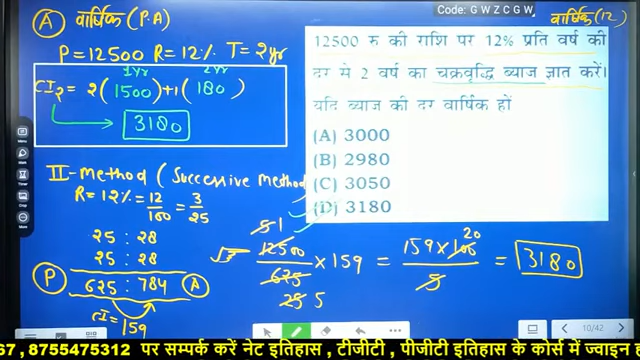 Code: G W Z C G W
(A) वार्षिक (P.A)
P = 12500 R = 12% T = 2yr
1yr 2yr
CI₂ = 2(1500) + 1(180)
3180
II - method (Successive method
R = 12% = 12/100 = 3/25
25 : 28
25 : 28
(P) 625 : 784 (A)
CI = 159
वार्षिक (12)
12500 रु की राशि पर 12% प्रति वर्ष की
दर से 2 वर्ष का चक्रवृद्धि ब्याज ज्ञात करें।
यदि ब्याज की दर वार्षिक हों
(A) 3000
(B) 2980
(C) 3050
(D) 3180
12500/625 × 159 = 159 × 100/5 = 3180
20
25 5
Menu
10/42
67, 8755475312 पर सम्पर्क करें नेट इतिहास, टीजीटी, पीजीटी इतिहास के कोर्स में ज्वाइन